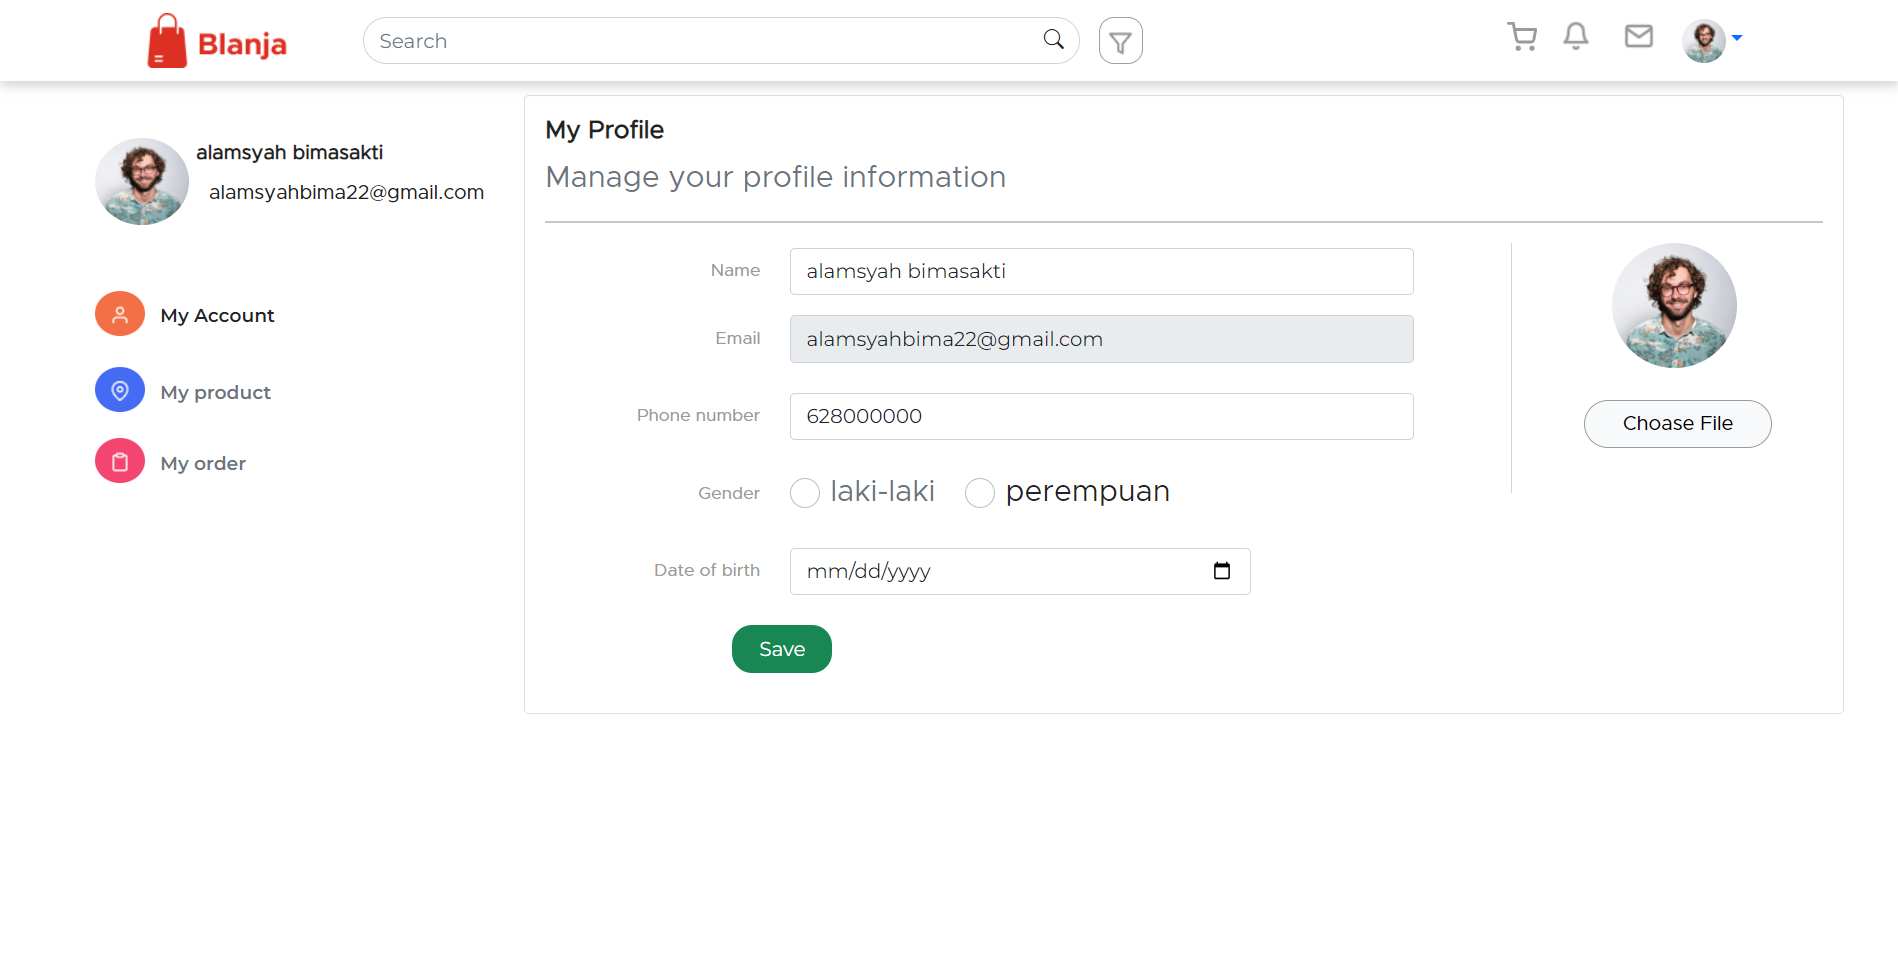 Blanja
Search
alamsyah bimasakti
alamsyahbima22@gmail.com
My Account
My product
My order
My Profile
Manage your profile information
Name
alamsyah bimasakti
Email
alamsyahbima22@gmail.com
Phone number
628000000
Gender
laki-laki
perempuan
Date of birth
mm/dd/yyyy
Save
Choase File